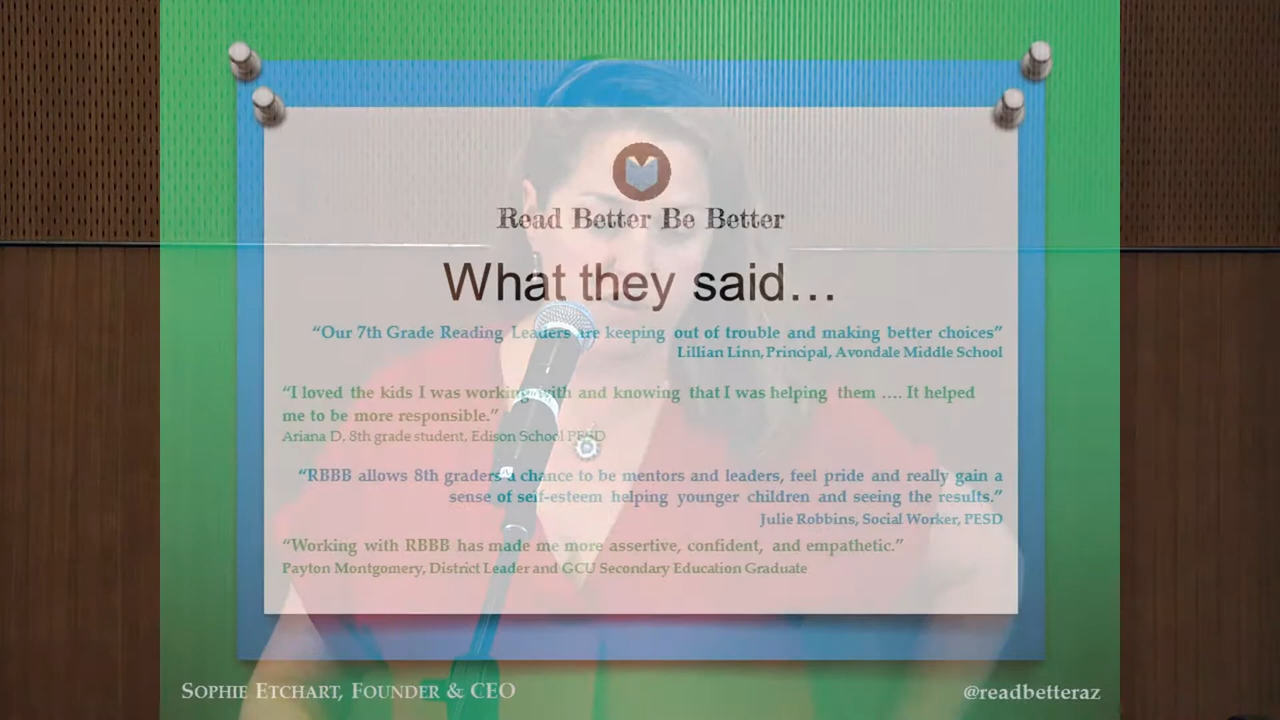 Read Better Be Better
What they said…
“Our 7th Grade Reading Leaders are keeping out of trouble and making better choices”
Lillian Linn, Principal, Avondale Middle School
“I loved the kids I was working with and knowing that I was helping them …. It helped
me to be more responsible.”
Ariana D. 8th grade student, Edison School PESD
“RBBB allows 8th graders a chance to be mentors and leaders, feel pride and really gain a
sense of self-esteem helping younger children and seeing the results.”
Julie Robbins, Social Worker, PESD
“Working with RBBB has made me more assertive, confident, and empathetic.”
Payton Montgomery, District Leader and GCU Secondary Education Graduate
SOPHIE ETCHART, FOUNDER & CEO
@readbetteraz